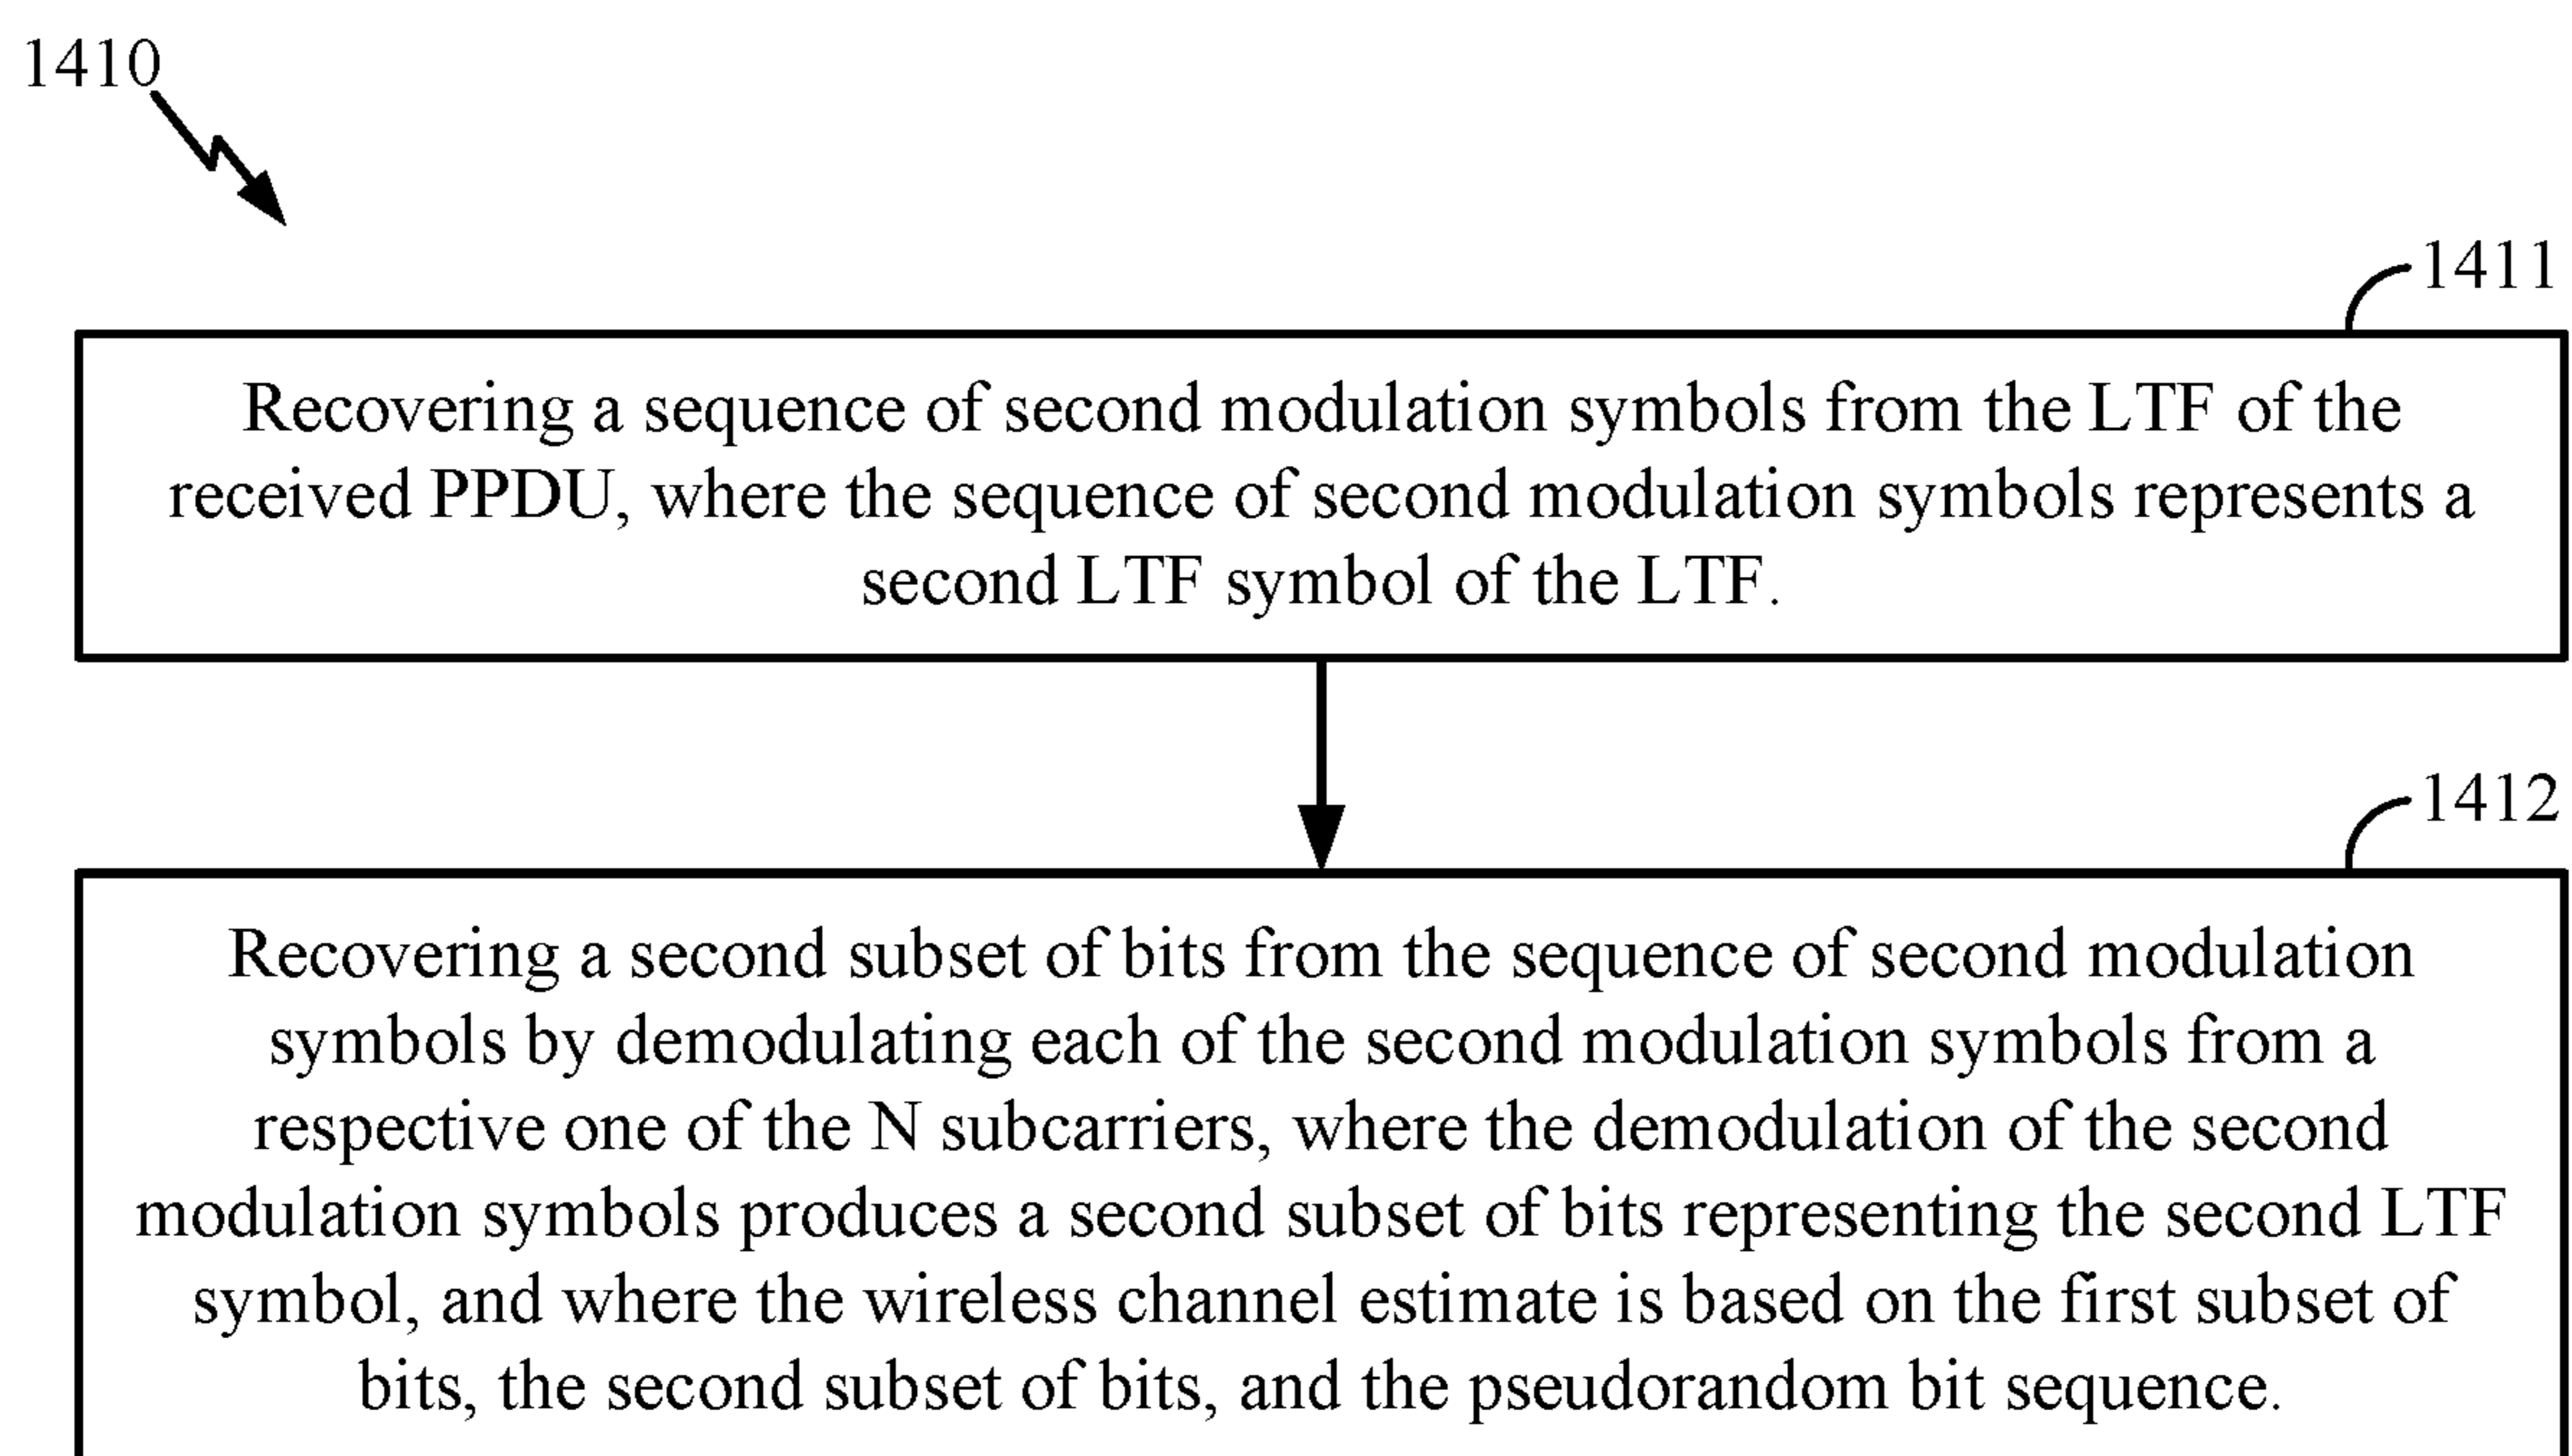 1410
1411
Recovering a sequence of second modulation symbols from the LTF of the
received PPDU, where the sequence of second modulation symbols represents a
second LTF symbol of the LTF.
1412
Recovering a second subset of bits from the sequence of second modulation
symbols by demodulating each of the second modulation symbols from a
respective one of the N subcarriers, where the demodulation of the second
modulation symbols produces a second subset of bits representing the second LTF
symbol, and where the wireless channel estimate is based on the first subset of
bits, the second subset of bits, and the pseudorandom bit sequence.